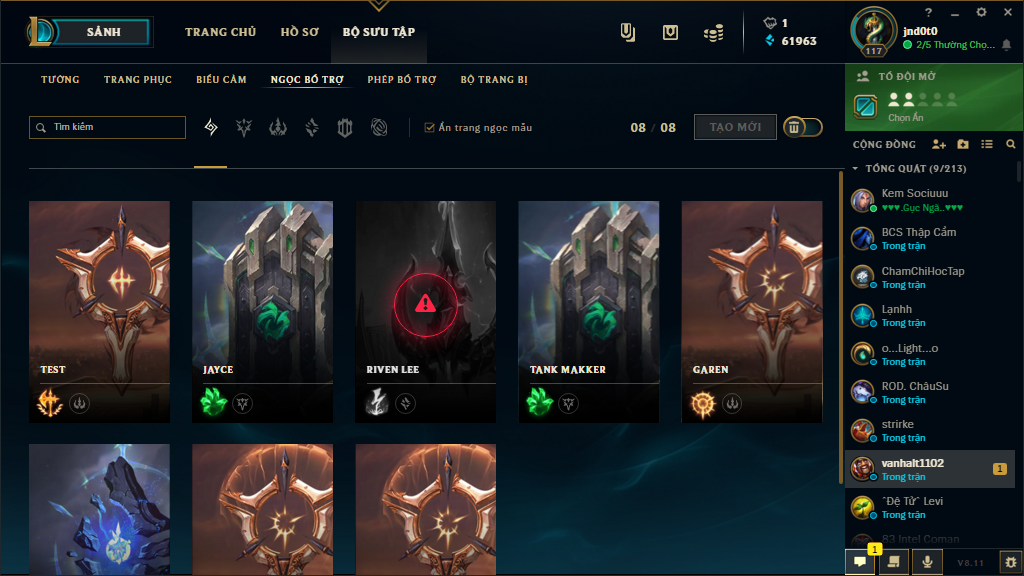 SẢNH
TRANG CHỦ
HỒ SƠ
BỘ SƯU TẬP
1
61963
117
jnd0t0
2/5 Thường Chọ...
TƯỚNG
TRANG PHỤC
BIỂU CẢM
NGỌC BỔ TRỢ
PHÉP BỔ TRỢ
BỘ TRANG BỊ
Tìm kiếm
Ẩn trang ngọc mẫu
08 / 08
TẠO MỚI
TEST
JAYCE
RIVEN LEE
TANK MAKKER
GAREN
TỔ ĐỘI MỞ
Chọn Ẩn
CỘNG ĐỒNG
TỔNG QUÁT (9/213)
Kem Sociuuu
♥♥♥.Gục Ngã..♥♥♥
BCS Thập Cẩm
Trong trận
ChamChiHocTap
Trong trận
Lạnhh
Trong trận
o...Light...o
Trong trận
ROD. ChâuSu
Trong trận
strirke
Trong trận
vanhalt1102
Trong trận
1
"Đệ Tử" Levi
Trong trận
83 Intel Coman
1
V8.11